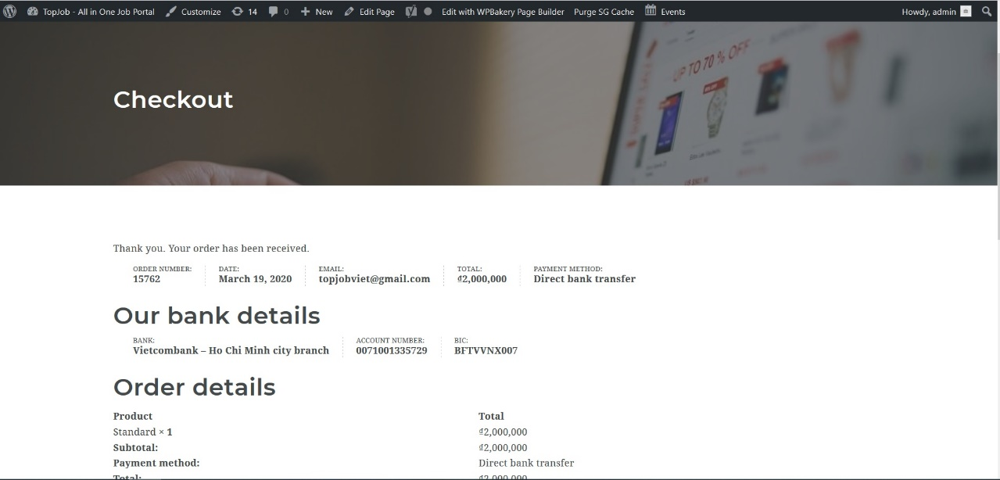 TopJob - All in One Job Portal Customize 14 0 New Edit Page Edit with WPBakery Page Builder Purge SG Cache Events Howdy, admin
UP TO 70 % OFF
Checkout
Thank you. Your order has been received.
ORDER NUMBER: DATE: EMAIL: TOTAL: PAYMENT METHOD:
15762 March 19, 2020 topjobviet@gmail.com ₫2,000,000 Direct bank transfer
Our bank details
BANK: ACCOUNT NUMBER: BIC:
Vietcombank – Ho Chi Minh city branch 0071001335729 BFTVVNX007
Order details
Product Total
Standard × 1 ₫2,000,000
Subtotal: ₫2,000,000
Payment method: Direct bank transfer
Total: ₫2,000,000